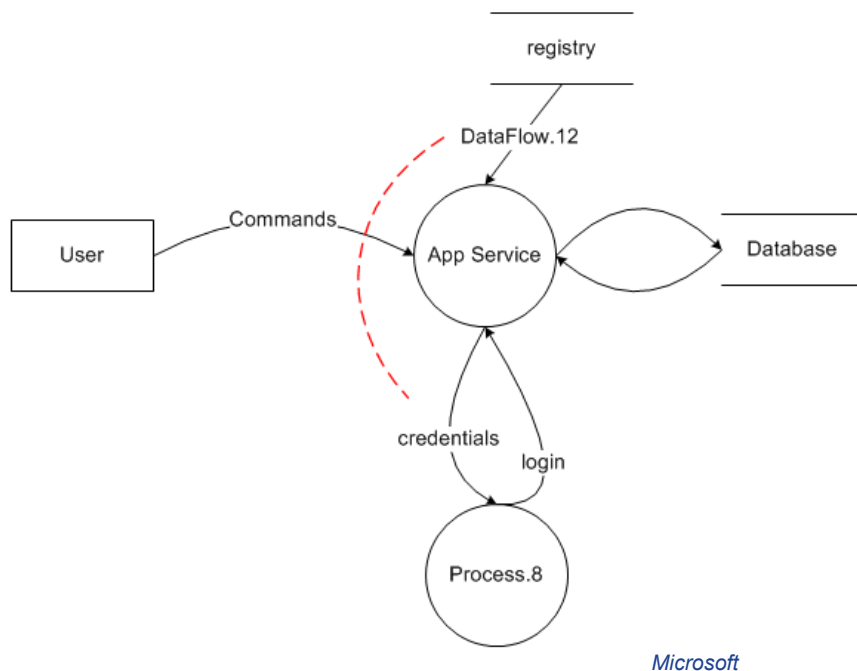 registry
DataFlow.12
Commands
User
App Service
Database
credentials
login
Process.8
Microsoft